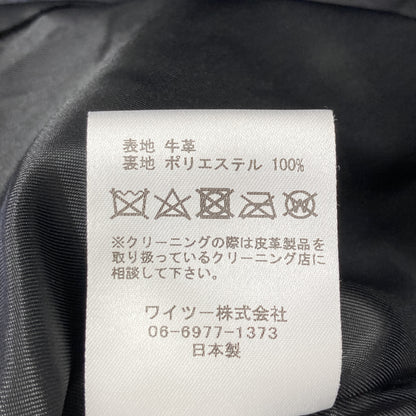 表地 牛革
裏地 ポリエステル 100%
※クリーニングの際は皮革製品を
取り扱っているクリーニング店に
相談して下さい。
ワイツー株式会社
06-6977-1373
日本製